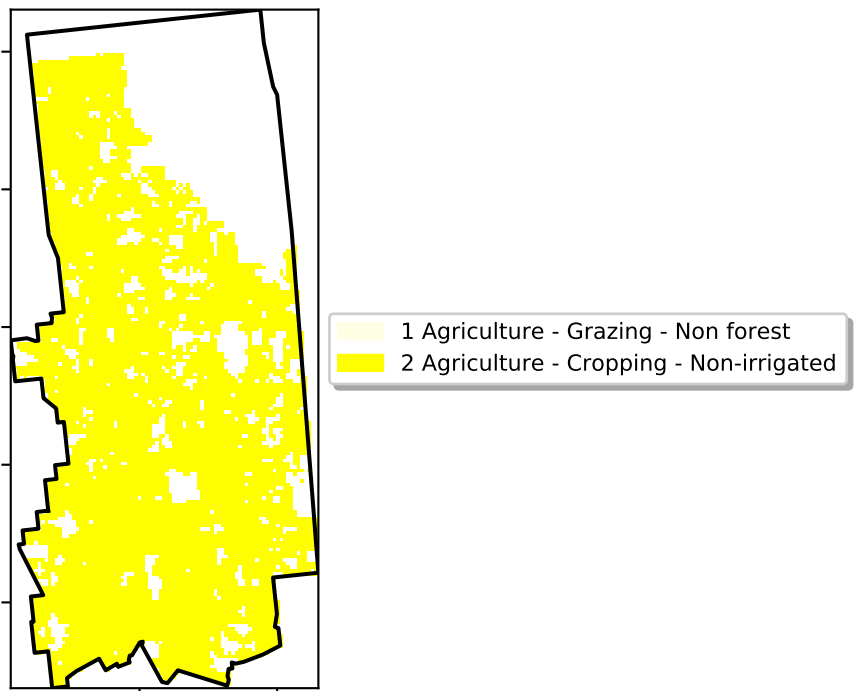 1 Agriculture - Grazing - Non forest
2 Agriculture - Cropping - Non-irrigated